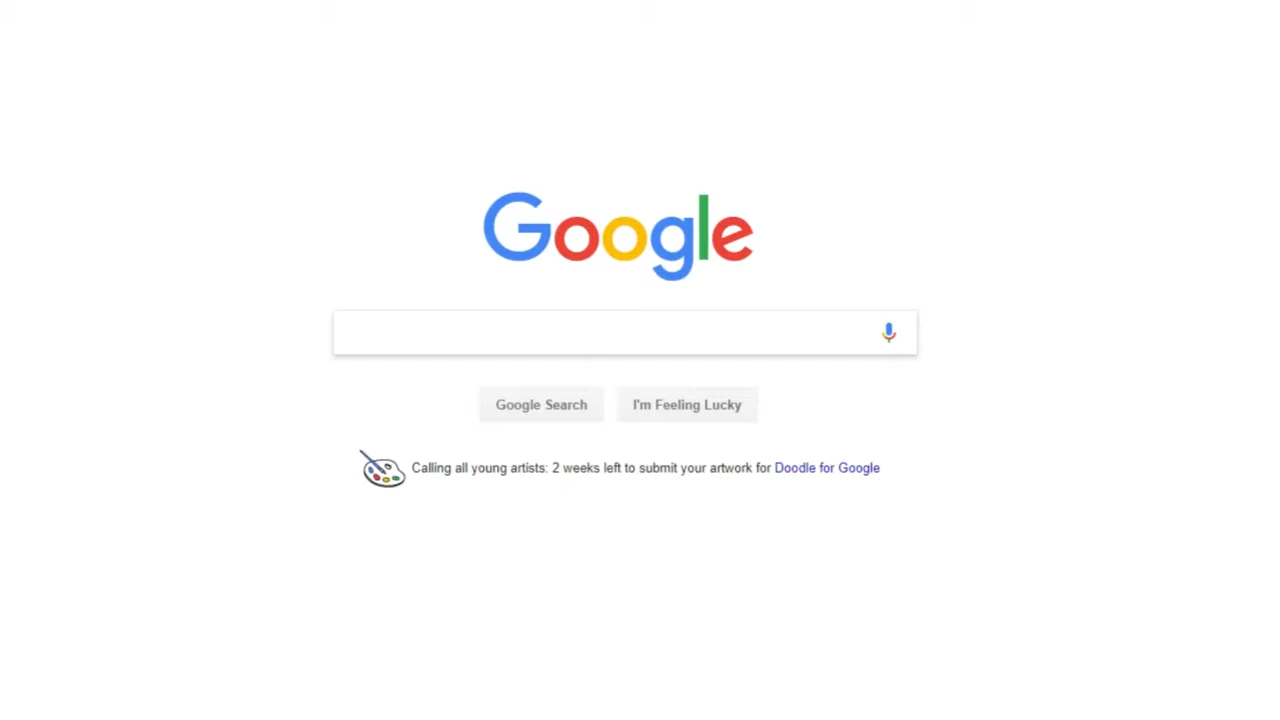 Google
Google Search
I'm Feeling Lucky
Calling all young artists: 2 weeks left to submit your artwork for Doodle for Google